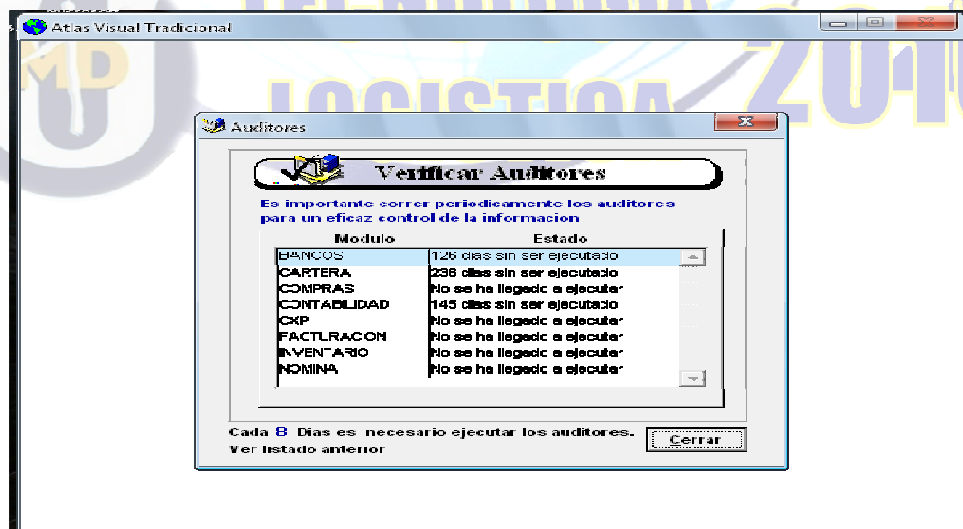 Atlas Visual Tradicional
MD
LOGISTICA
Auditores
Verificar Auditores
Es importante correr periodicamente los auditores
para un eficaz control de la informacion
Modulo Estado
BANCOS 126 dias sin ser ejecutado
CARTERA 236 dias sin ser ejecutado
COMPRAS No se ha llegado a ejecutar
CONTABILIDAD 145 dias sin ser ejecutado
CXP No se ha llegado a ejecutar
FACTURACON No se ha llegado a ejecutar
INVENTARIO No se ha llegado a ejecutar
NOMINA No se ha llegado a ejecutar
Cada 8 Dias es necesario ejecutar los auditores.
Ver listado anterior
Cerrar